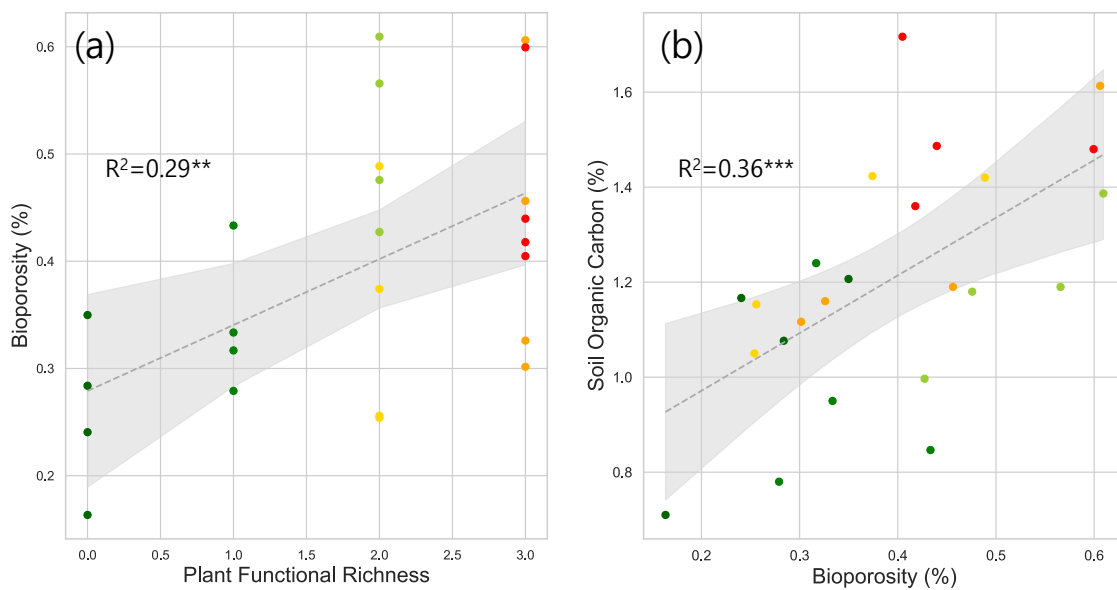 (a)
R²=0.29**
0.6
0.5
0.4
0.3
0.2
Bioporosity (%)
0.0 0.5 1.0 1.5 2.0 2.5 3.0
Plant Functional Richness
(b)
R²=0.36***
1.6
1.4
1.2
1.0
0.8
Soil Organic Carbon (%)
0.2 0.3 0.4 0.5 0.6
Bioporosity (%)